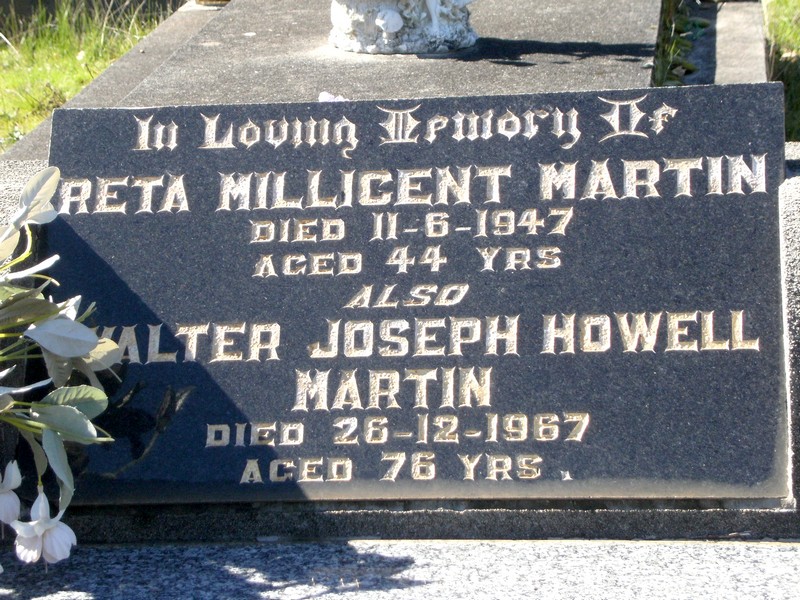 In Loving Memory Of
RETA MILLICENT MARTIN
DIED 11-6-1947
AGED 44 YRS
ALSO
WALTER JOSEPH HOWELL
MARTIN
DIED 26-12-1967
AGED 76 YRS.